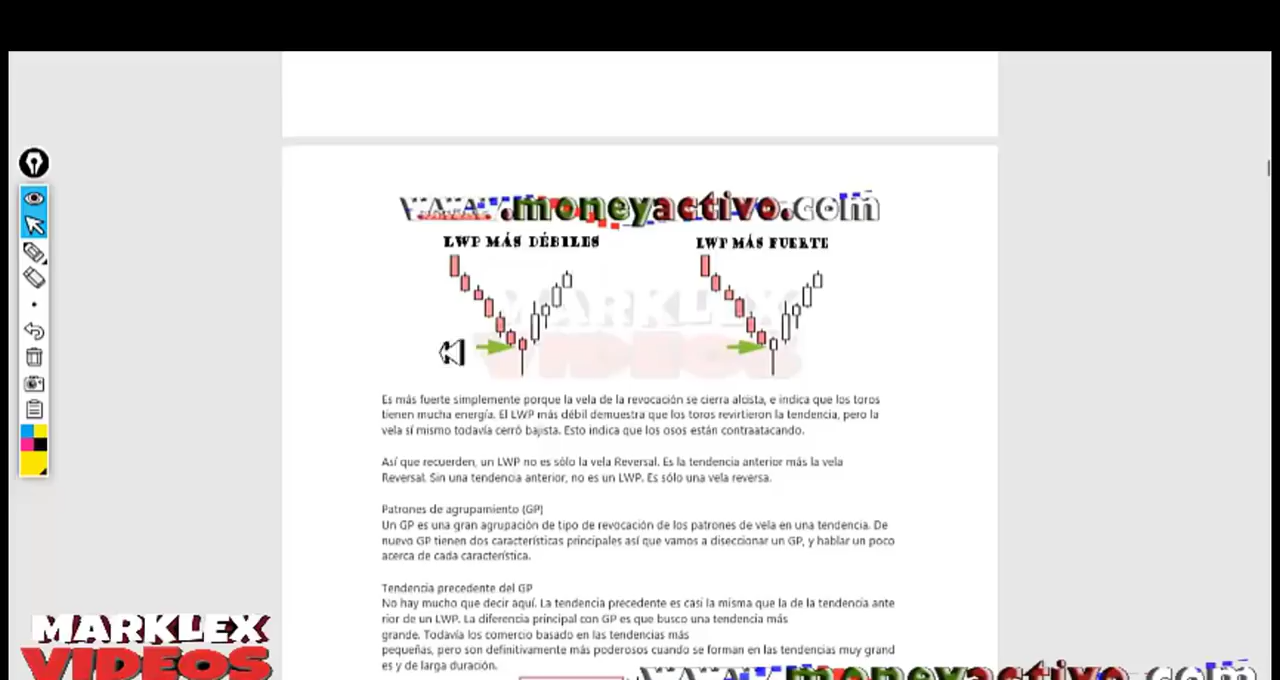 www.moneyactivo.com
LWP MÁS DÉBILES
LWP MÁS FUERTE
MARKLEX
VIDEOS
Es más fuerte simplemente porque la vela de la revocación se cierra alcista, e indica que los toros
tienen mucha energía. El LWP más débil demuestra que los toros revirtieron la tendencia, pero la
vela sí mismo todavía cerró bajista. Esto indica que los osos están contraatacando.
Así que recuerden, un LWP no es sólo la vela Reversal. Es la tendencia anterior más la vela
Reversal. Sin una tendencia anterior, no es un LWP. Es sólo una vela reversa.
Patrones de agrupamiento (GP)
Un GP es una gran agrupación de tipo de revocación de los patrones de vela en una tendencia. De
nuevo GP tienen dos características principales así que vamos a diseccionar un GP, y hablar un poco
acerca de cada característica.
Tendencia precedente del GP
No hay mucho que decir aquí. La tendencia precedente es casi la misma que la de la tendencia ante
rior de un LWP. La diferencia principal con GP es que busco una tendencia más
grande. Todavía los comercio basado en las tendencias más
pequeñas, pero son definitivamente más poderosos cuando se forman en las tendencias muy grand
es y de larga duración.
MARKLEX
VIDEOS
www.moneyactivo.com